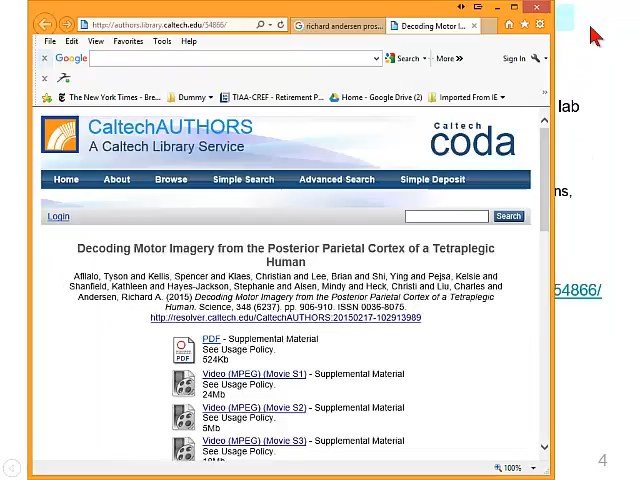 http://authors.library.caltech.edu/54866/
richard andersen pros...
Decoding Motor I...
File Edit View Favorites Tools Help
x Google Search More »
Sign In
x
The New York Times - Bre... Dummy TIAA-CREF - Retirement P... Home - Google Drive (2) Imported From IE
lab
CaltechAUTHORS
A Caltech Library Service
Caltech
coda
Home About Browse Simple Search Advanced Search Simple Deposit
ns,
Login Search
Decoding Motor Imagery from the Posterior Parietal Cortex of a Tetraplegic
Human
Aflalo, Tyson and Kellis, Spencer and Klaes, Christian and Lee, Brian and Shi, Ying and Pejsa, Kelsie and
Shanfield, Kathleen and Hayes-Jackson, Stephanie and Aisen, Mindy and Heck, Christi and Liu, Charles and
Andersen, Richard A. (2015) Decoding Motor Imagery from the Posterior Parietal Cortex of a Tetraplegic
Human. Science, 348 (6237). pp. 906-910. ISSN 0036-8075.
http://resolver.caltech.edu/CaltechAUTHORS:20150217-102913989
54866/
PDF - Supplemental Material
See Usage Policy.
524Kb
PDF
Video (MPEG) (Movie S1) - Supplemental Material
See Usage Policy.
24Mb
Video (MPEG) (Movie S2) - Supplemental Material
See Usage Policy.
5Mb
Video (MPEG) (Movie S3) - Supplemental Material
See Usage Policy.
4
100%